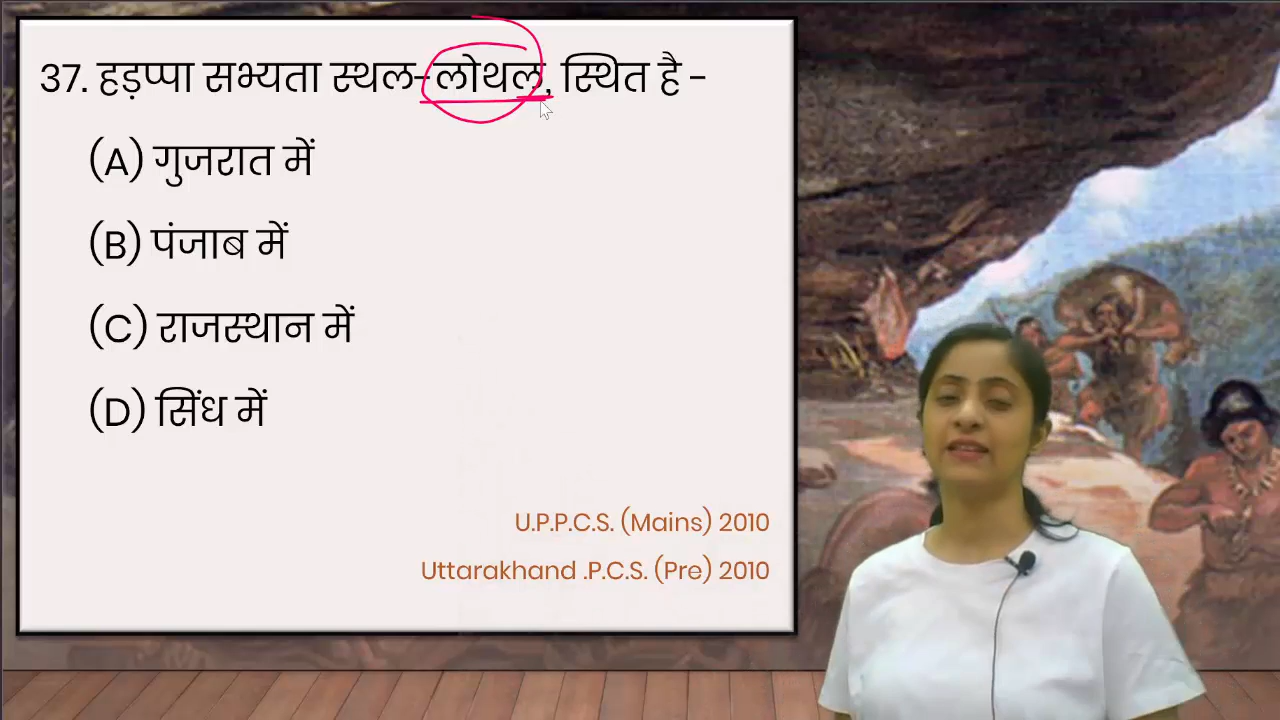 37. हड़प्पा सभ्यता स्थल-लोथल, स्थित है -
(A) गुजरात में
(B) पंजाब में
(C) राजस्थान में
(D) सिंध में
U.P.P.C.S. (Mains) 2010
Uttarakhand .P.C.S. (Pre) 2010